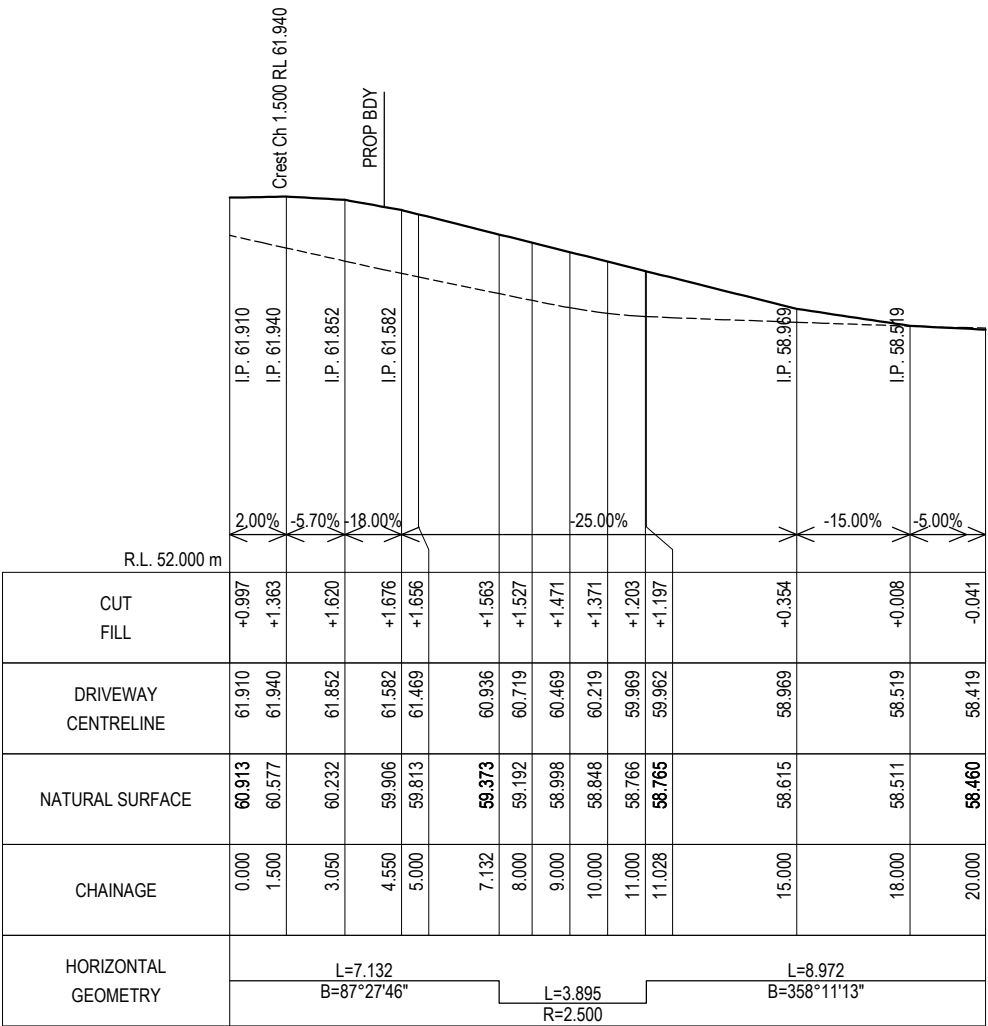 Crest Ch 1.500 RL 61.940
PROP BDY
I.P. 61.910
I.P. 61.940
I.P. 61.852
I.P. 61.582
I.P. 58.969
I.P. 58.519
2.00% -5.70% -18.00% -25.00% -15.00% -5.00%
R.L. 52.000 m
CUT
FILL
+0.997 +1.363 +1.620 +1.676 +1.656 +1.563 +1.527 +1.471 +1.371 +1.203 +1.197 +0.354 +0.008 -0.041
DRIVEWAY
CENTRELINE
61.910 61.940 61.852 61.582 61.469 60.936 60.719 60.469 60.219 59.969 59.962 58.969 58.519 58.419
NATURAL SURFACE
60.913 60.577 60.232 59.906 59.813 59.373 59.192 58.998 58.848 58.766 58.765 58.615 58.511 58.460
CHAINAGE
0.000 1.500 3.050 4.550 5.000 7.132 8.000 9.000 10.000 11.000 11.028 15.000 18.000 20.000
HORIZONTAL
GEOMETRY
L=7.132
B=87°27'46"
L=3.895
R=2.500
L=8.972
B=358°11'13"